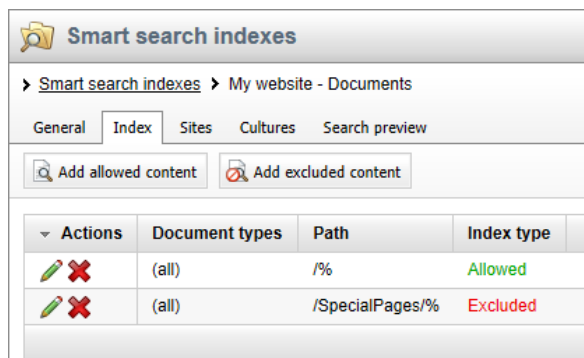 Smart search indexes
Smart search indexes > My website - Documents
General Index Sites Cultures Search preview
Add allowed content Add excluded content
Actions Document types Path Index type
(all) /% Allowed
(all) /SpecialPages/% Excluded